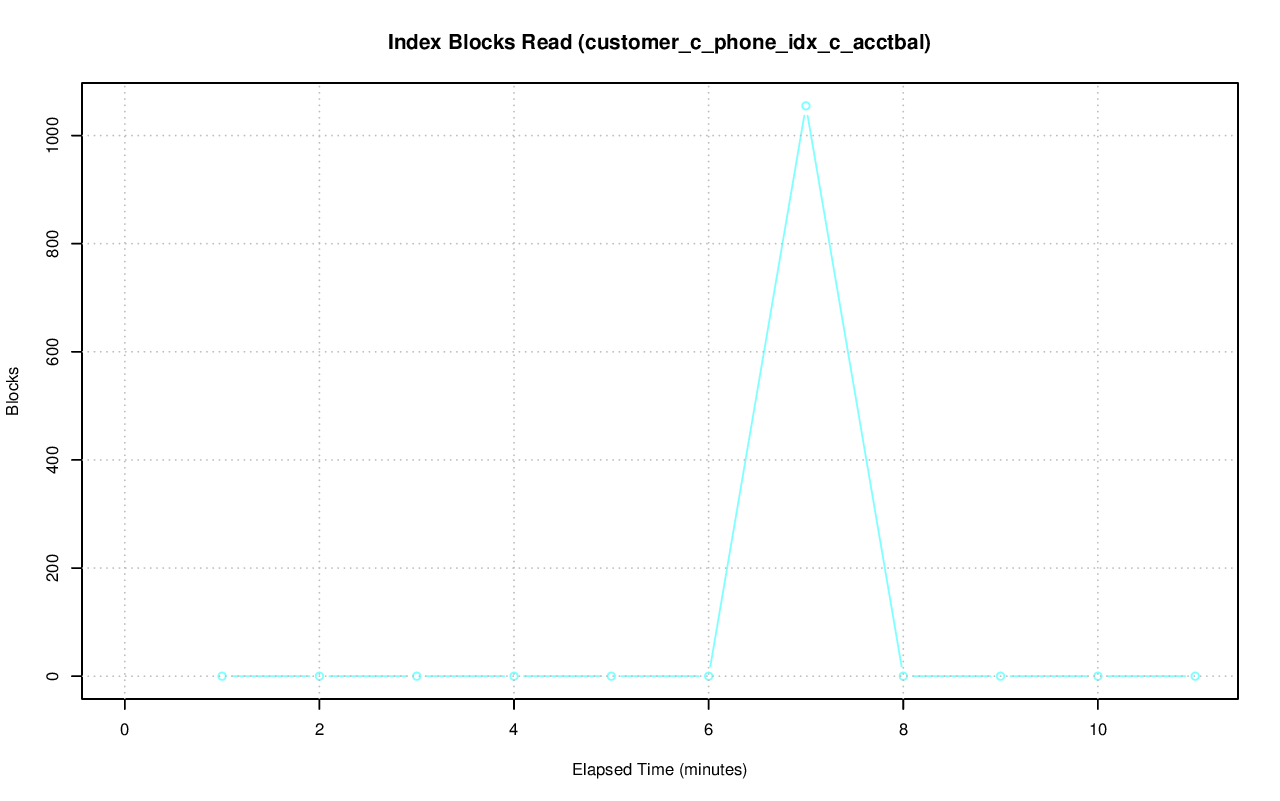 Index Blocks Read (customer_c_phone_idx_c_acctbal)
1000
800
600
400
200
0
Blocks
0 2 4 6 8 10
Elapsed Time (minutes)